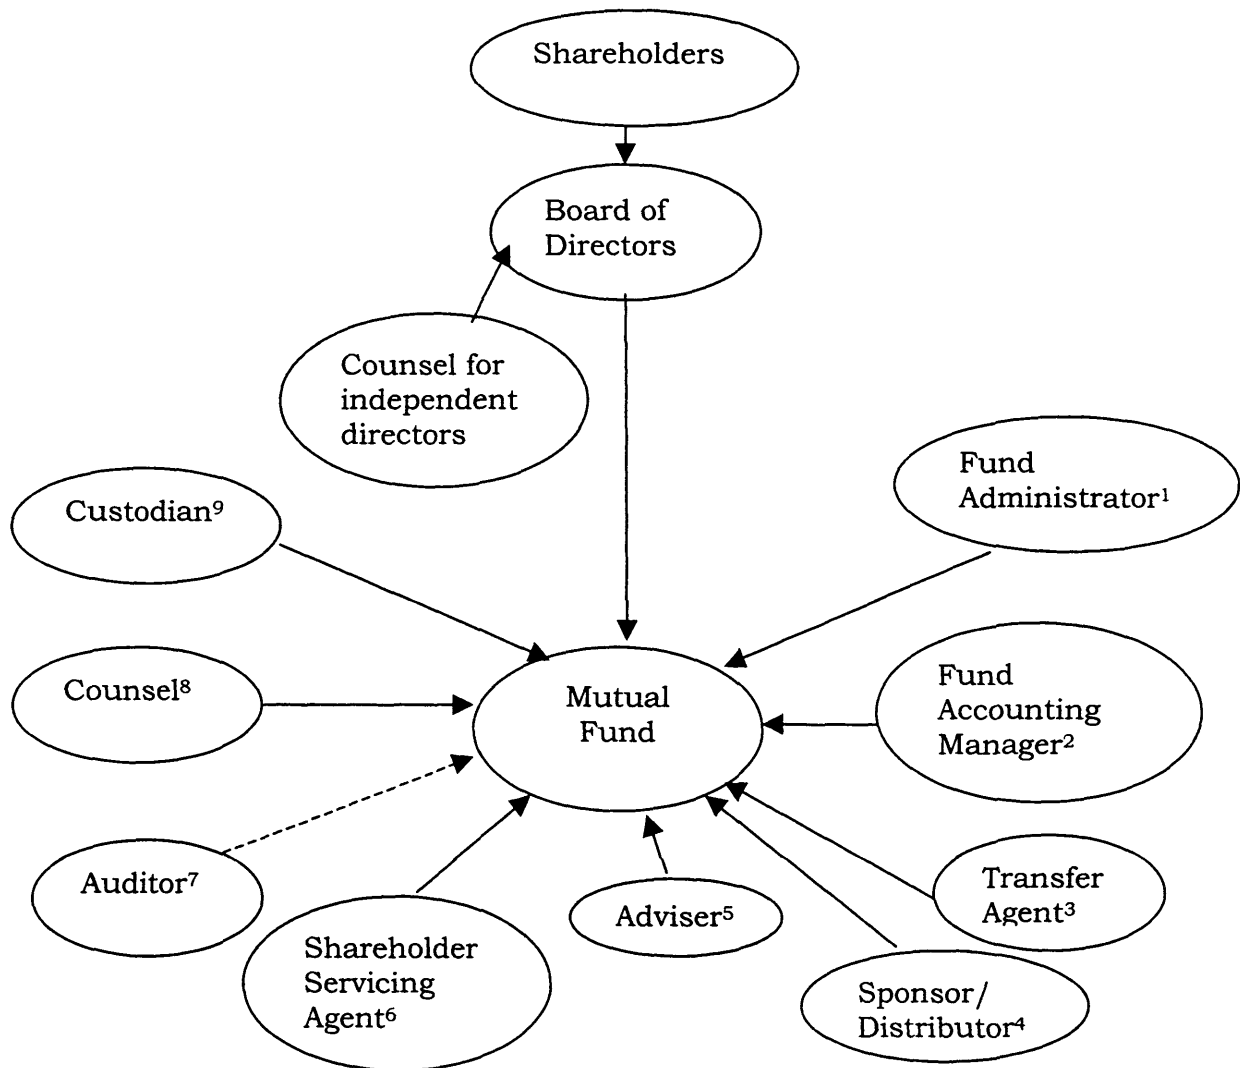 Shareholders
Board of
Directors
Counsel for
independent
directors
Fund
Administrator¹
Custodian⁹
Counsel⁸
Mutual
Fund
Fund
Accounting
Manager²
Auditor⁷
Shareholder
Servicing
Agent⁶
Adviser⁵
Transfer
Agent³
Sponsor/
Distributor⁴